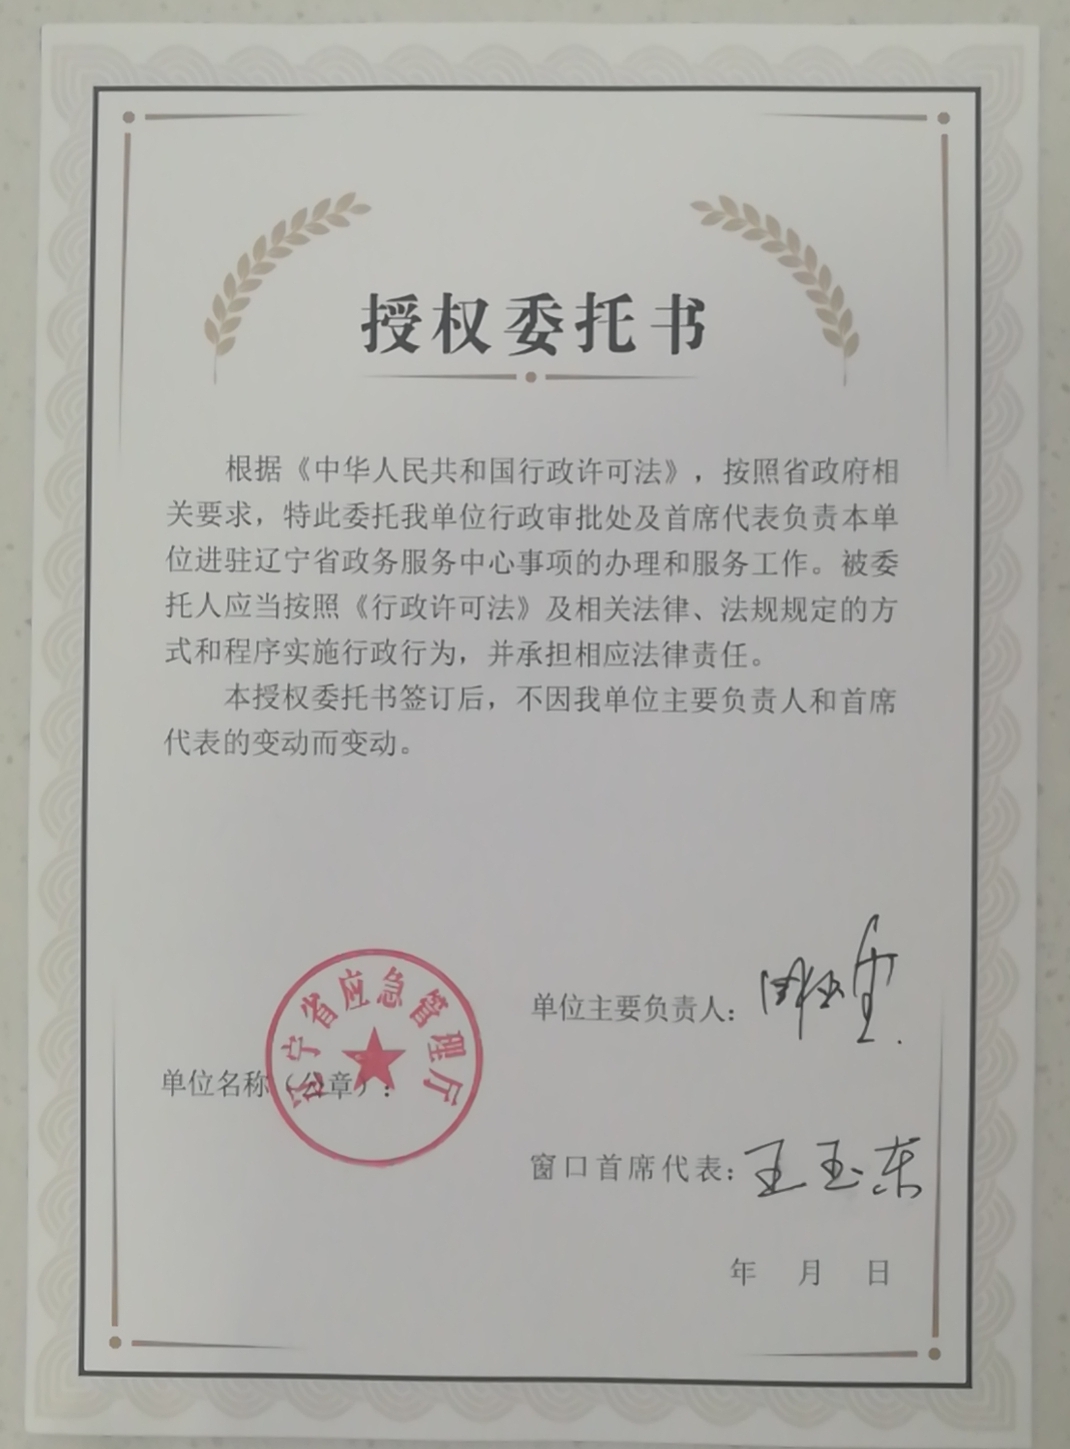 授权委托书
根据《中华人民共和国行政许可法》，按照省政府相
关要求，特此委托我单位行政审批处及首席代表负责本单
位进驻辽宁省政务服务中心事项的办理和服务工作。被委
托人应当按照《行政许可法》及相关法律、法规规定的方
式和程序实施行政行为，并承担相应法律责任。
本授权委托书签订后，不因我单位主要负责人和首席
代表的变动而变动。
单位主要负责人：
辽宁省应急管理厅
单位名称（公章）：
窗口首席代表：王玉东
年 月 日